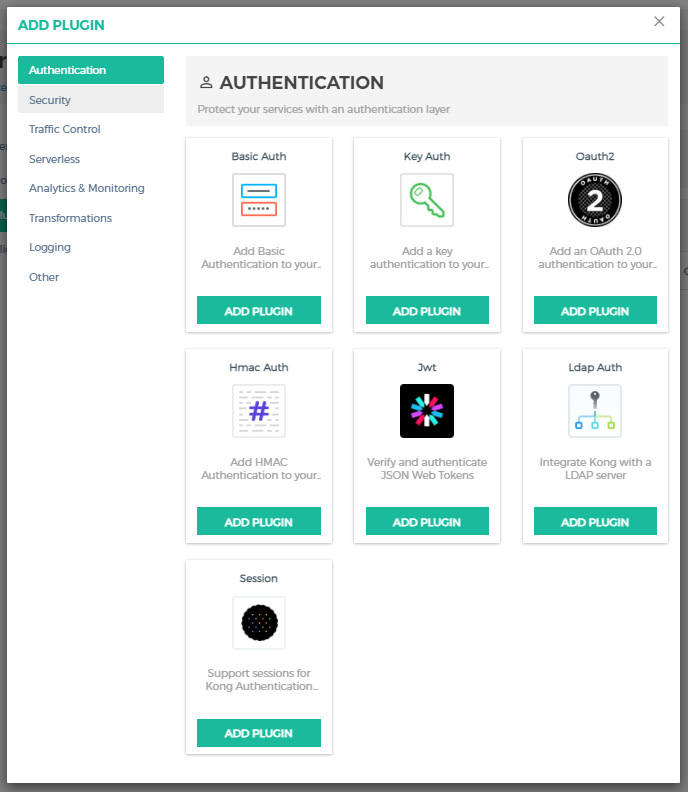 ADD PLUGIN
Authentication
Security
Traffic Control
Serverless
Analytics & Monitoring
Transformations
Logging
Other
AUTHENTICATION
Protect your services with an authentication layer
Basic Auth
Add Basic
Authentication to your..
ADD PLUGIN
Key Auth
Add a key
authentication to your..
ADD PLUGIN
Oauth2
OAUTH
2
OAUTH
Add an OAuth 2.0
authentication to your..
ADD PLUGIN
Hmac Auth
#
Add HMAC
Authentication to your..
ADD PLUGIN
Jwt
Verify and authenticate
JSON Web Tokens
ADD PLUGIN
Ldap Auth
Integrate Kong with a
LDAP server
ADD PLUGIN
Session
Support sessions for
Kong Authentication...
ADD PLUGIN